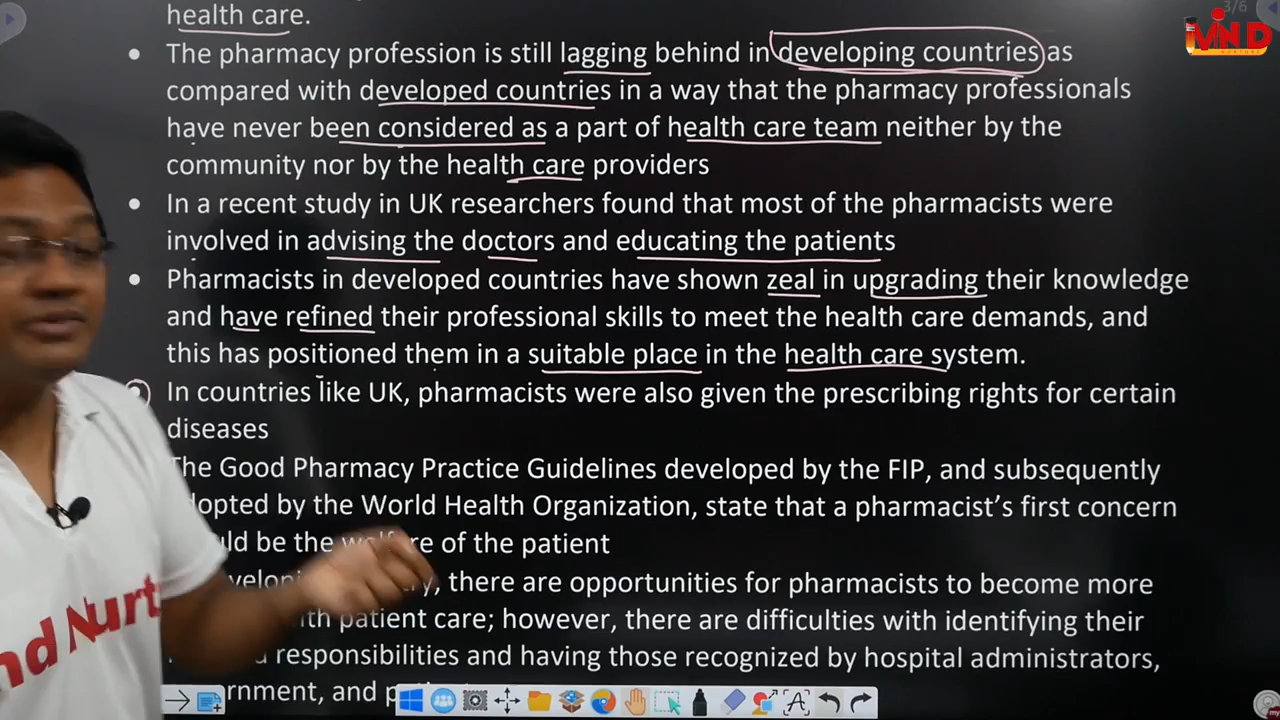 health care.
3/6
MIND
• The pharmacy profession is still lagging behind in developing countries as
compared with developed countries in a way that the pharmacy professionals
have never been considered as a part of health care team neither by the
community nor by the health care providers
• In a recent study in UK researchers found that most of the pharmacists were
involved in advising the doctors and educating the patients
• Pharmacists in developed countries have shown zeal in upgrading their knowledge
and have refined their professional skills to meet the health care demands, and
this has positioned them in a suitable place in the health care system.
• In countries like UK, pharmacists were also given the prescribing rights for certain
diseases
The Good Pharmacy Practice Guidelines developed by the FIP, and subsequently
by the World Health Organization, state that a pharmacist's first concern
be the of the patient
there are opportunities for pharmacists to become more
patient care; however, there are difficulties with identifying their
responsibilities and having those recognized by hospital administrators,
and
nd Nurt